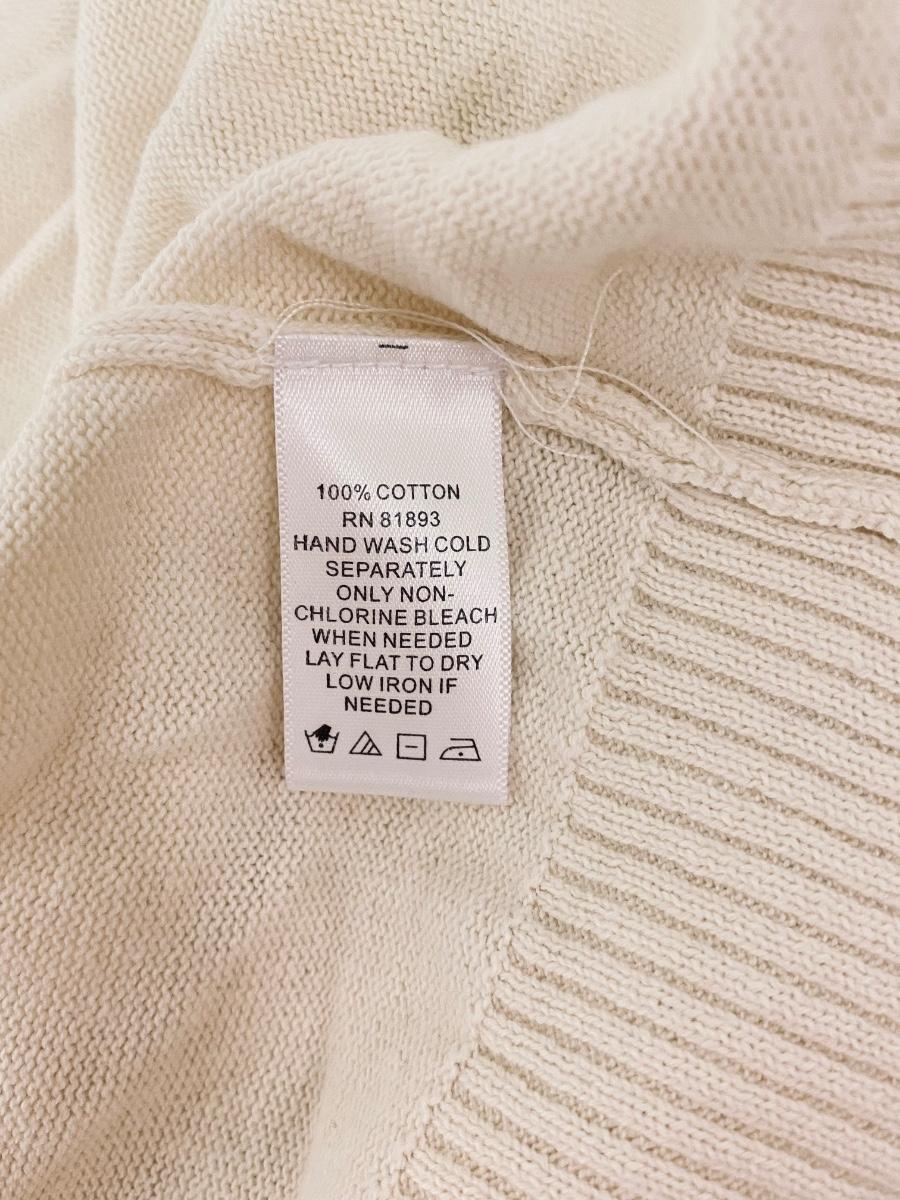 100% COTTON
RN 81893
HAND WASH COLD
SEPARATELY
ONLY NON-
CHLORINE BLEACH
WHEN NEEDED
LAY FLAT TO DRY
LOW IRON IF
NEEDED